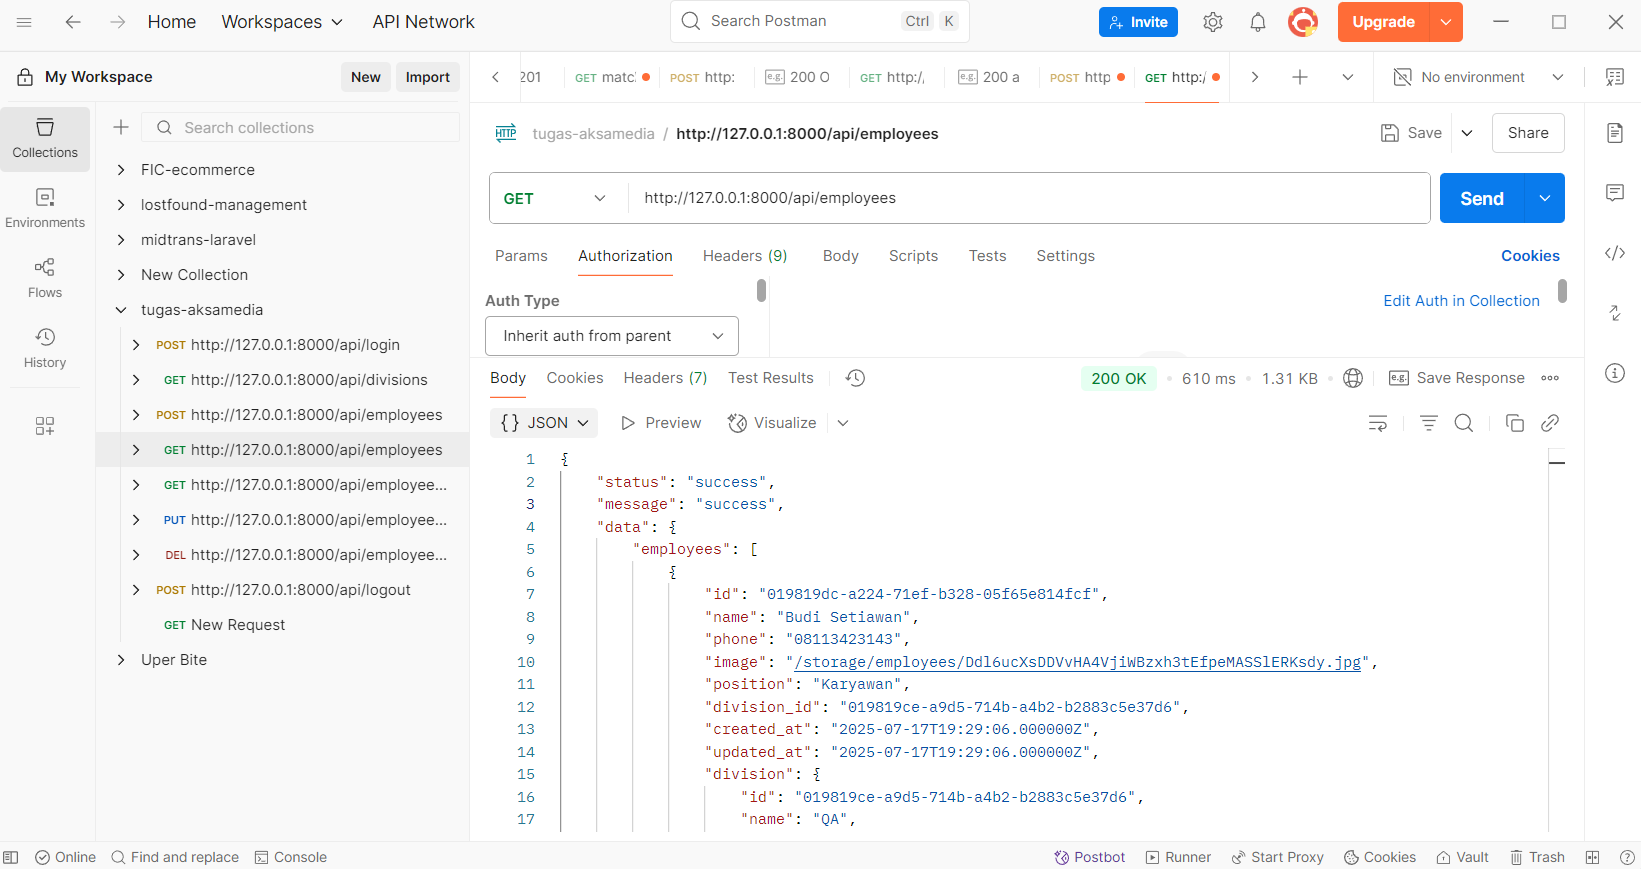 Home Workspaces API Network Search Postman Ctrl K Invite Upgrade
My Workspace New Import
201 GET matc POST http: e.g. 200 O GET http:/, e.g. 200 a POST http GET http:/ No environment
Search collections
tugas-aksamedia / http://127.0.0.1:8000/api/employees Save Share
Collections
Environments
Flows
History
FIC-ecommerce
lostfound-management
midtrans-laravel
New Collection
tugas-aksamedia
POST http://127.0.0.1:8000/api/login
GET http://127.0.0.1:8000/api/divisions
POST http://127.0.0.1:8000/api/employees
GET http://127.0.0.1:8000/api/employees
GET http://127.0.0.1:8000/api/employee...
PUT http://127.0.0.1:8000/api/employee...
DEL http://127.0.0.1:8000/api/employee...
POST http://127.0.0.1:8000/api/logout
GET New Request
Uper Bite
HTTP
GET http://127.0.0.1:8000/api/employees Send
Params Authorization Headers (9) Body Scripts Tests Settings Cookies
Auth Type Edit Auth in Collection
Inherit auth from parent
Body Cookies Headers (7) Test Results 200 OK 610 ms 1.31 KB e.g. Save Response
{} JSON Preview Visualize
1 {
2 "status": "success",
3 "message": "success",
4 "data": {
5 "employees": [
6 {
7 "id": "019819dc-a224-71ef-b328-05f65e814fcf",
8 "name": "Budi Setiawan",
9 "phone": "08113423143",
10 "image": "/storage/employees/Ddl6ucXsDDVvHA4VjiWBzxh3tEfpeMASSlERKsdy.jpg",
11 "position": "Karyawan",
12 "division_id": "019819ce-a9d5-714b-a4b2-b2883c5e37d6",
13 "created_at": "2025-07-17T19:29:06.000000Z",
14 "updated_at": "2025-07-17T19:29:06.000000Z",
15 "division": {
16 "id": "019819ce-a9d5-714b-a4b2-b2883c5e37d6",
17 "name": "QA",
Online Find and replace Console Postbot Runner Start Proxy Cookies Vault Trash